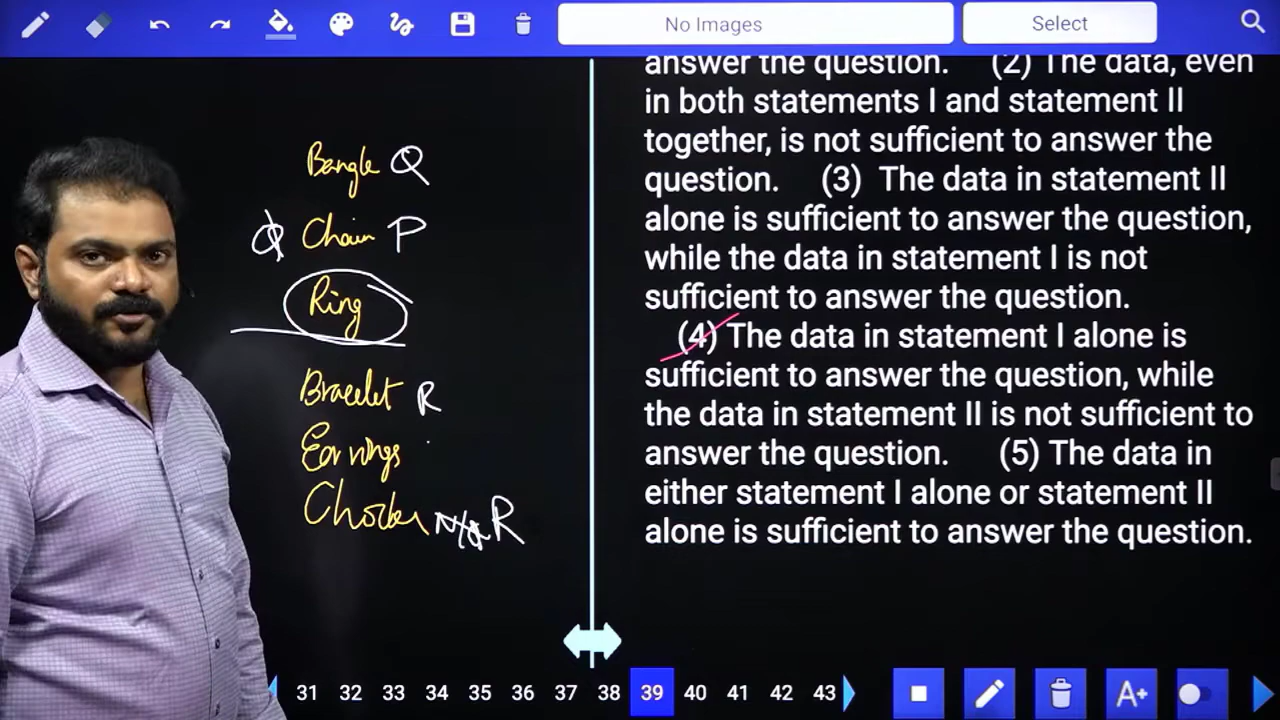 No Images
Select
answer the question. (2) The data, even
in both statements I and statement II
together, is not sufficient to answer the
question. (3) The data in statement II
alone is sufficient to answer the question,
while the data in statement I is not
sufficient to answer the question.
(4) The data in statement I alone is
sufficient to answer the question, while
the data in statement II is not sufficient to
answer the question. (5) The data in
either statement I alone or statement II
alone is sufficient to answer the question.
Bangle Q
Chain P
Ring
Bracelet R
Earnings
Choker R
31 32 33 34 35 36 37 38 39 40 41 42 43
A+